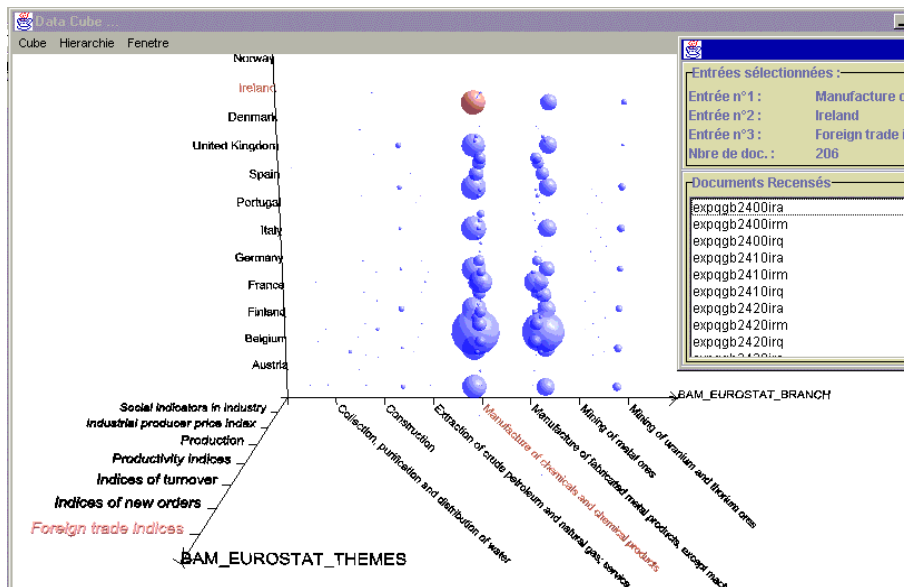 Data Cube ...
Cube Hierarchie Fenetre
Norway
Ireland
Denmark
United Kingdom
Spain
Portugal
Italy
Germany
France
Finland
Belgium
Austria
Social indicators in industry
Industrial producer price index
Production
Productivity indices
Indices of turnover
Indices of new orders
Foreign trade indices
BAM_EUROSTAT_THEMES
BAM_EUROSTAT_BRANCH
Collection, purification and distribution of water
Construction
Extraction of crude petroleum and natural gas; service
Manufacture of chemicals and chemical products
Manufacture of fabricated metal products, except mach
Mining of metal ores
Mining of uranium and thorium ores
Entrées sélectionnées :
Entrée n°1 : Manufacture o
Entrée n°2 : Ireland
Entrée n°3 : Foreign trade i
Nbre de doc. : 206
Documents Recensés
expqgb2400ira
expqgb2400irm
expqgb2400irq
expqgb2410ira
expqgb2410irm
expqgb2410irq
expqgb2420ira
expqgb2420irm
expqgb2420irq